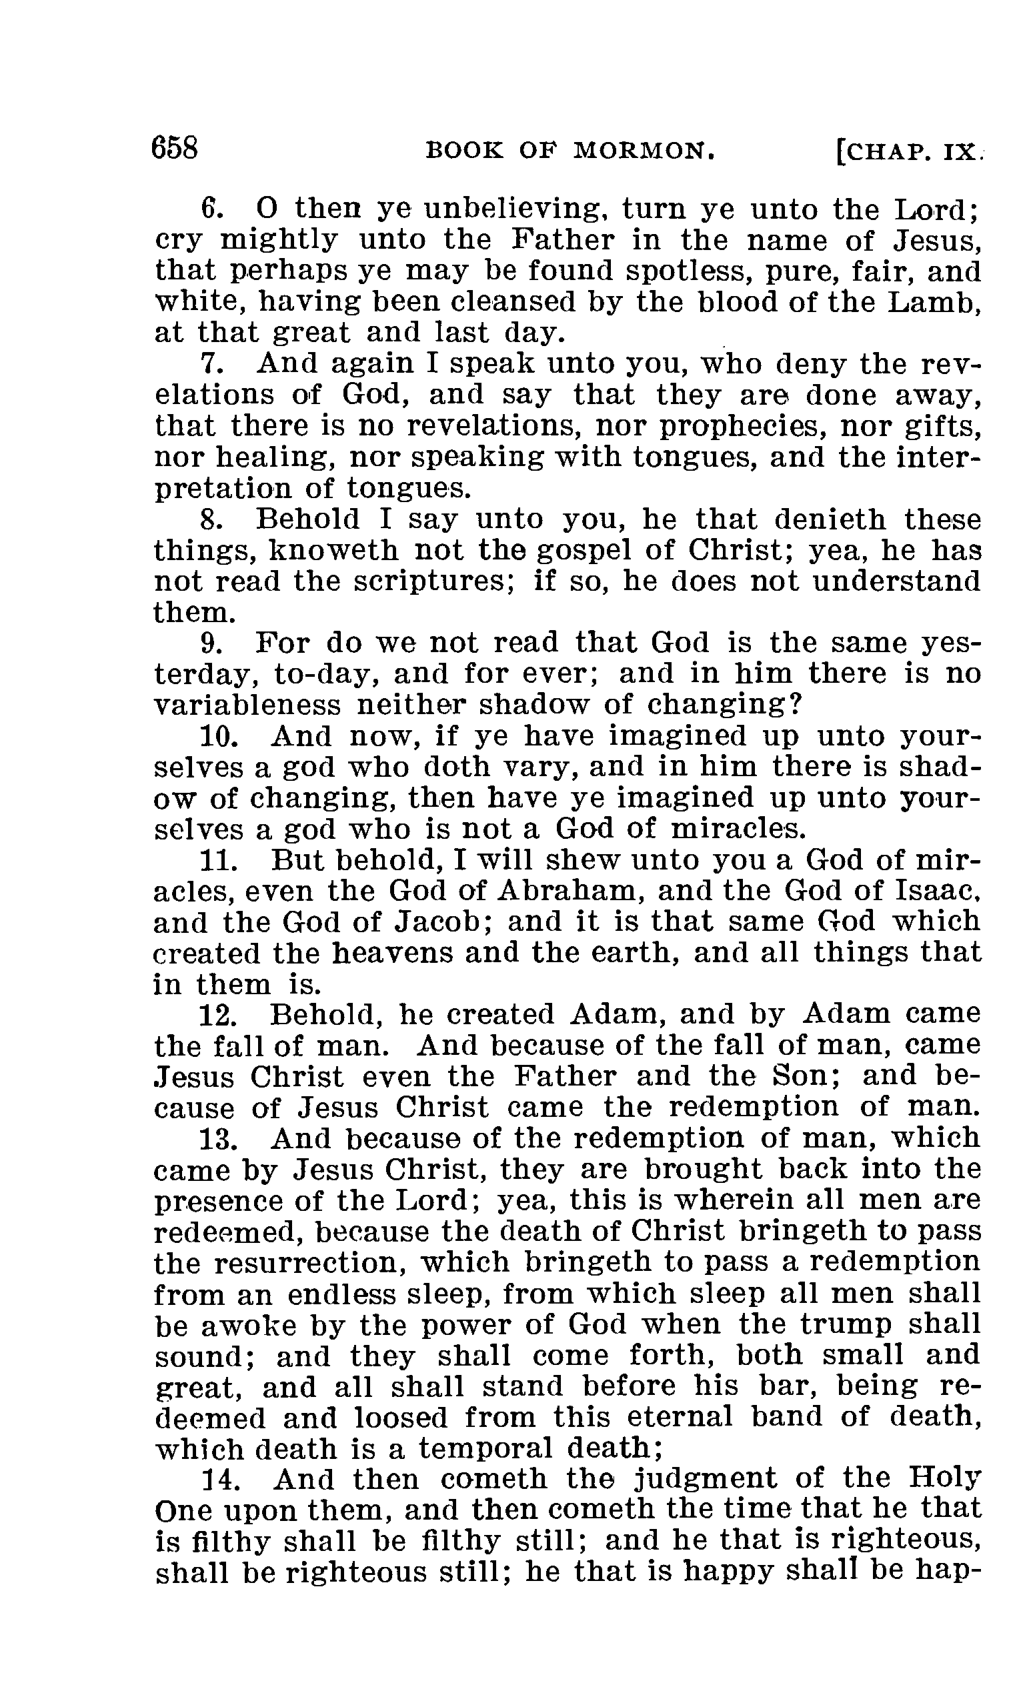 658 BOOK OF MORMON. [CHAP. IX.
6. O then ye unbelieving, turn ye unto the Lord;
cry mightly unto the Father in the name of Jesus,
that perhaps ye may be found spotless, pure, fair, and
white, having been cleansed by the blood of the Lamb,
at that great and last day.
7. And again I speak unto you, who deny the rev-
elations of God, and say that they are done away,
that there is no revelations, nor prophecies, nor gifts,
nor healing, nor speaking with tongues, and the inter-
pretation of tongues.
8. Behold I say unto you, he that denieth these
things, knoweth not the gospel of Christ; yea, he has
not read the scriptures; if so, he does not understand
them.
9. For do we not read that God is the same yes-
terday, to-day, and for ever; and in him there is no
variableness neither shadow of changing?
10. And now, if ye have imagined up unto your-
selves a god who doth vary, and in him there is shad-
ow of changing, then have ye imagined up unto your-
selves a god who is not a God of miracles.
11. But behold, I will shew unto you a God of mir-
acles, even the God of Abraham, and the God of Isaac,
and the God of Jacob; and it is that same God which
created the heavens and the earth, and all things that
in them is.
12. Behold, he created Adam, and by Adam came
the fall of man. And because of the fall of man, came
Jesus Christ even the Father and the Son; and be-
cause of Jesus Christ came the redemption of man.
13. And because of the redemption of man, which
came by Jesus Christ, they are brought back into the
presence of the Lord; yea, this is wherein all men are
redeemed, because the death of Christ bringeth to pass
the resurrection, which bringeth to pass a redemption
from an endless sleep, from which sleep all men shall
be awoke by the power of God when the trump shall
sound; and they shall come forth, both small and
great, and all shall stand before his bar, being re-
deemed and loosed from this eternal band of death,
which death is a temporal death;
14. And then cometh the judgment of the Holy
One upon them, and then cometh the time that he that
is filthy shall be filthy still; and he that is righteous,
shall be righteous still; he that is happy shall be hap-